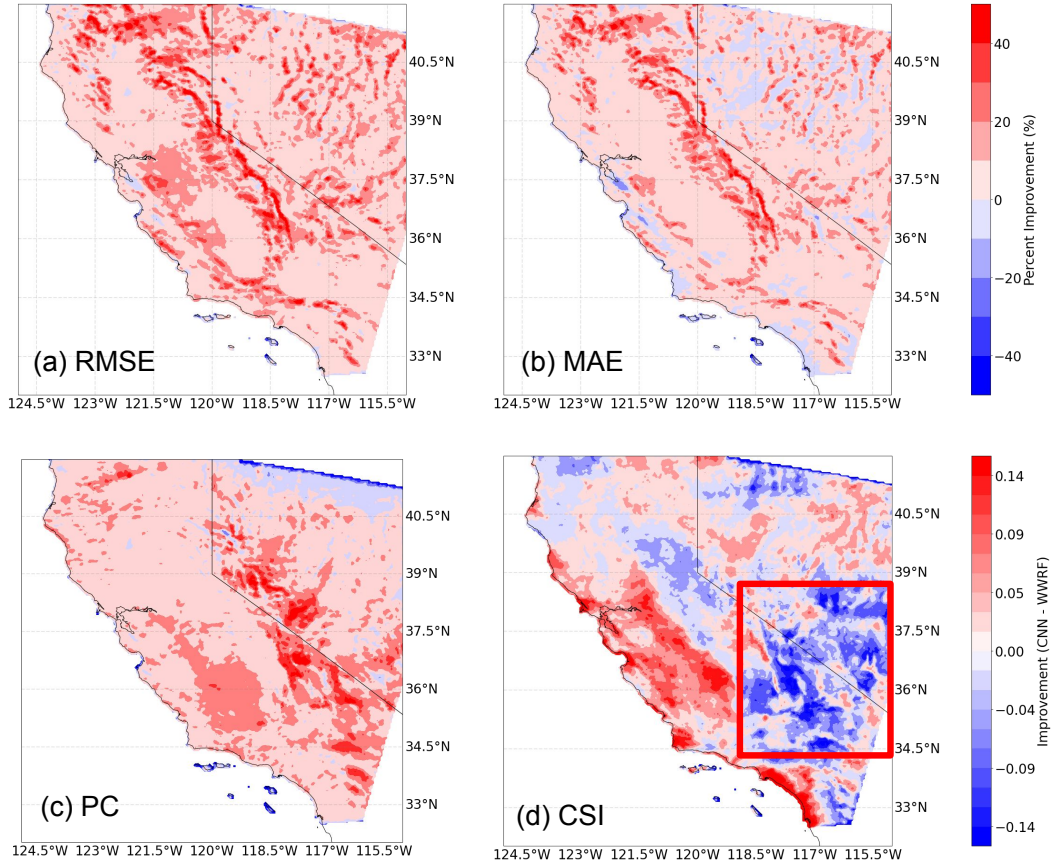 40.5°N
39°N
37.5°N
36°N
34.5°N
33°N
(a) RMSE
124.5°W 123°W 121.5°W 120°W 118.5°W 117°W 115.5°W
40.5°N
39°N
37.5°N
36°N
34.5°N
33°N
(b) MAE
124.5°W 123°W 121.5°W 120°W 118.5°W 117°W 115.5°W
40
20
0
−20
−40
Percent Improvement (%)
40.5°N
39°N
37.5°N
36°N
34.5°N
33°N
(c) PC
124.5°W 123°W 121.5°W 120°W 118.5°W 117°W 115.5°W
40.5°N
39°N
37.5°N
36°N
34.5°N
33°N
(d) CSI
124.5°W 123°W 121.5°W 120°W 118.5°W 117°W 115.5°W
0.14
0.09
0.05
0.00
−0.04
−0.09
−0.14
Improvement (CNN - WWRF)